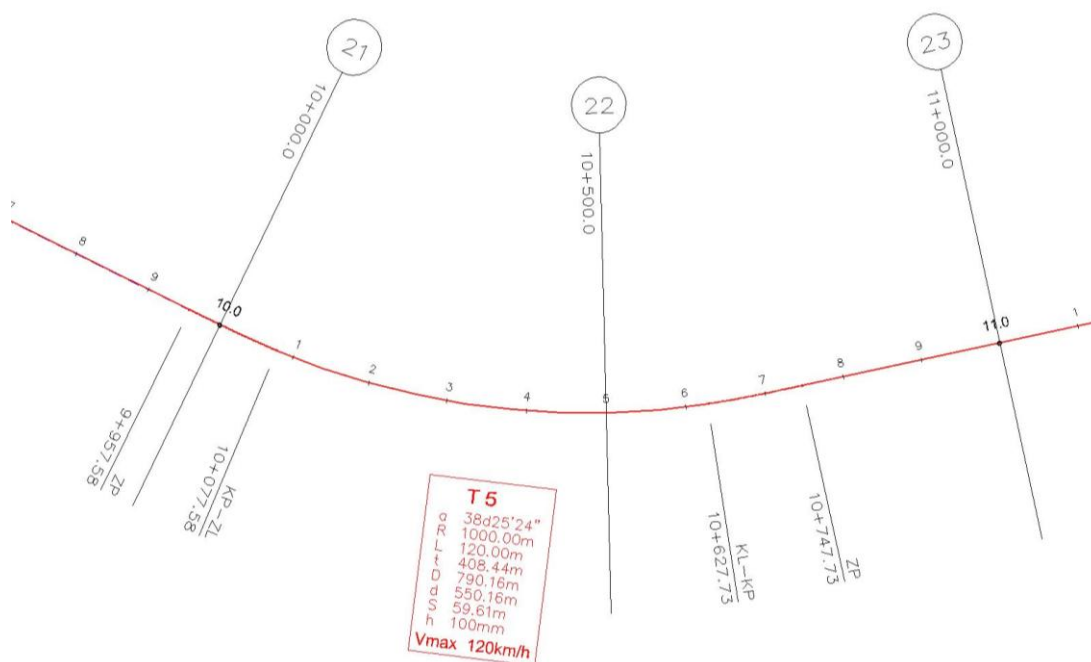 21
22
23
10+000.0
10+500.0
11+000.0
7
8
9
10.0
1
2
3
4
5
6
7
8
9
11.0
1
9+957.58
ZP
10+077.58
KP-ZL
T 5
a 38d25'24"
R 1000.00m
L 120.00m
t 408.44m
D 790.16m
d 550.16m
S 59.61m
h 100mm
Vmax 120km/h
KL-KP
10+627.73
ZP
10+747.73